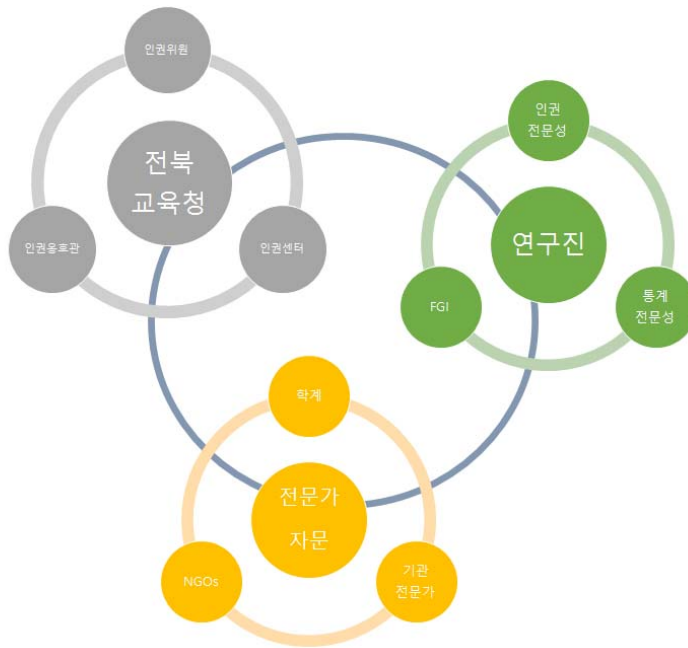 인권위원
전북
교육청
인권옹호관
인권센터
인권
전문성
연구진
FGI
통계
전문성
학계
전문가
자문
NGOs
기관
전문가